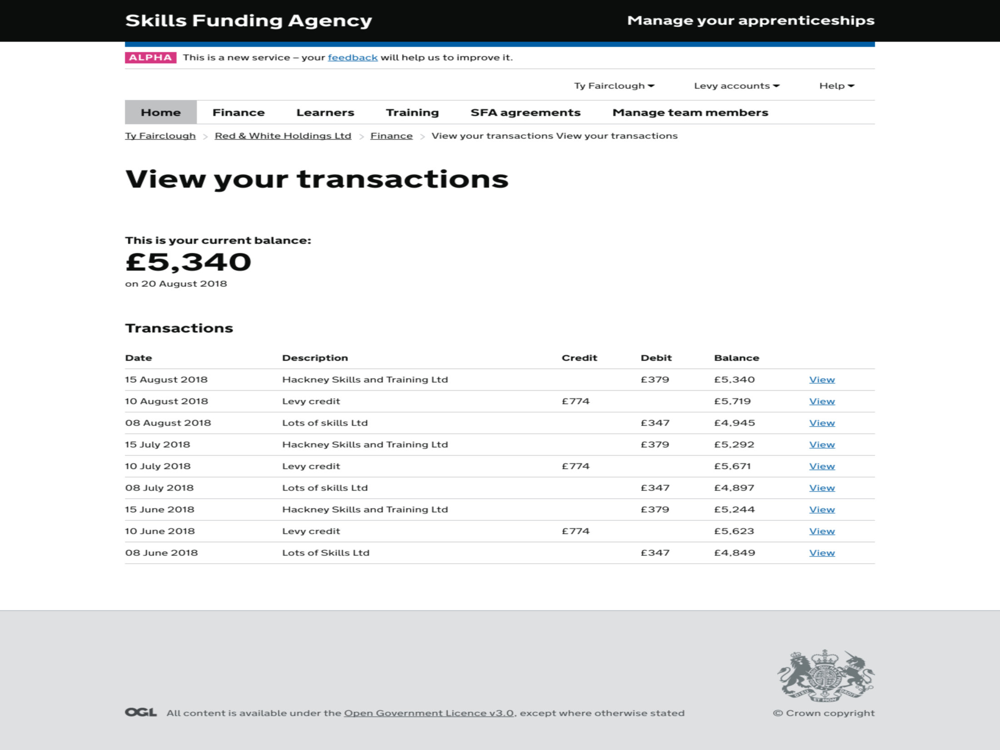 Skills Funding Agency
Manage your apprenticeships
ALPHA This is a new service – your feedback will help us to improve it.
Ty Fairclough Levy accounts Help
Home Finance Learners Training SFA agreements Manage team members
Ty Fairclough > Red & White Holdings Ltd > Finance > View your transactions View your transactions
View your transactions
This is your current balance:
£5,340
on 20 August 2018
Transactions
Date Description Credit Debit Balance
15 August 2018 Hackney Skills and Training Ltd £379 £5,340 View
10 August 2018 Levy credit £774 £5,719 View
08 August 2018 Lots of skills Ltd £347 £4,945 View
15 July 2018 Hackney Skills and Training Ltd £379 £5,292 View
10 July 2018 Levy credit £774 £5,671 View
08 July 2018 Lots of skills Ltd £347 £4,897 View
15 June 2018 Hackney Skills and Training Ltd £379 £5,244 View
10 June 2018 Levy credit £774 £5,623 View
08 June 2018 Lots of Skills Ltd £347 £4,849 View
DIEU ET MON DROIT
OGL All content is available under the Open Government Licence v3.0, except where otherwise stated
© Crown copyright